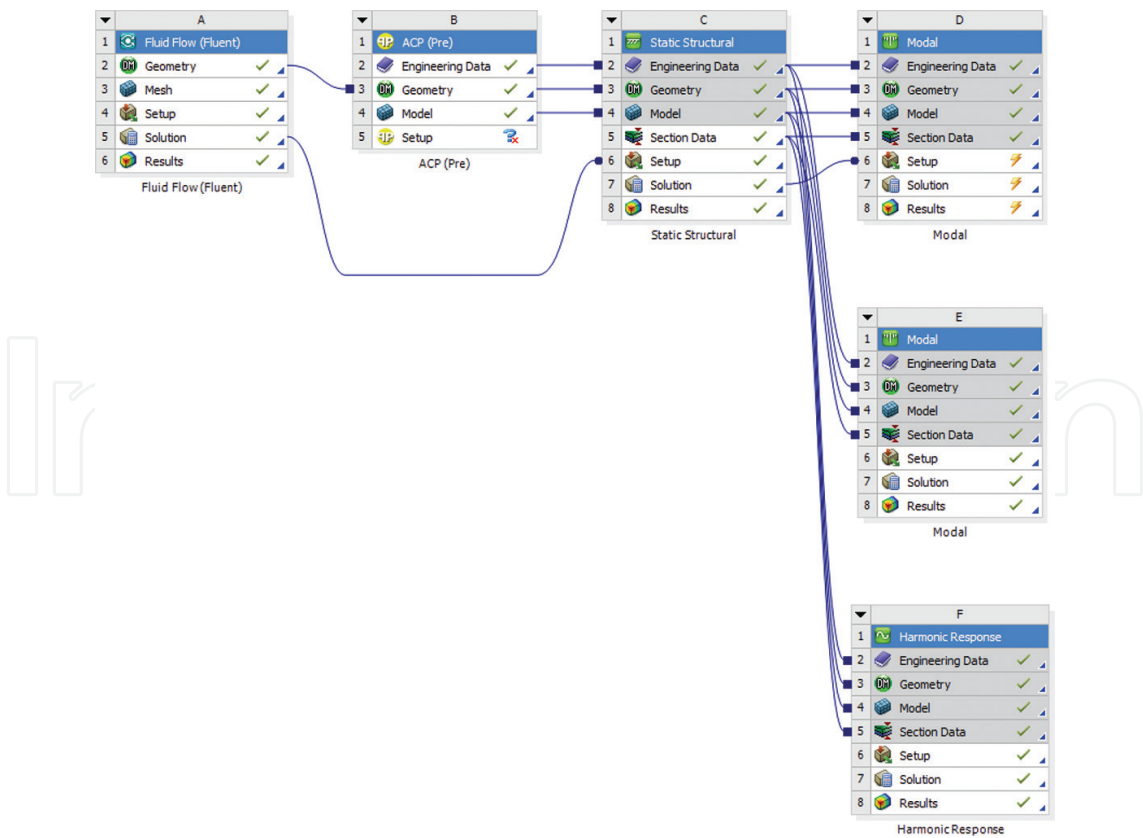 A
1 Fluid Flow (Fluent)
2 Geometry
3 Mesh
4 Setup
5 Solution
6 Results
Fluid Flow (Fluent)
B
1 ACP (Pre)
2 Engineering Data
3 Geometry
4 Model
5 Setup
ACP (Pre)
C
1 Static Structural
2 Engineering Data
3 Geometry
4 Model
5 Section Data
6 Setup
7 Solution
8 Results
Static Structural
D
1 Modal
2 Engineering Data
3 Geometry
4 Model
5 Section Data
6 Setup
7 Solution
8 Results
Modal
E
1 Modal
2 Engineering Data
3 Geometry
4 Model
5 Section Data
6 Setup
7 Solution
8 Results
Modal
F
1 Harmonic Response
2 Engineering Data
3 Geometry
4 Model
5 Section Data
6 Setup
7 Solution
8 Results
Harmonic Response